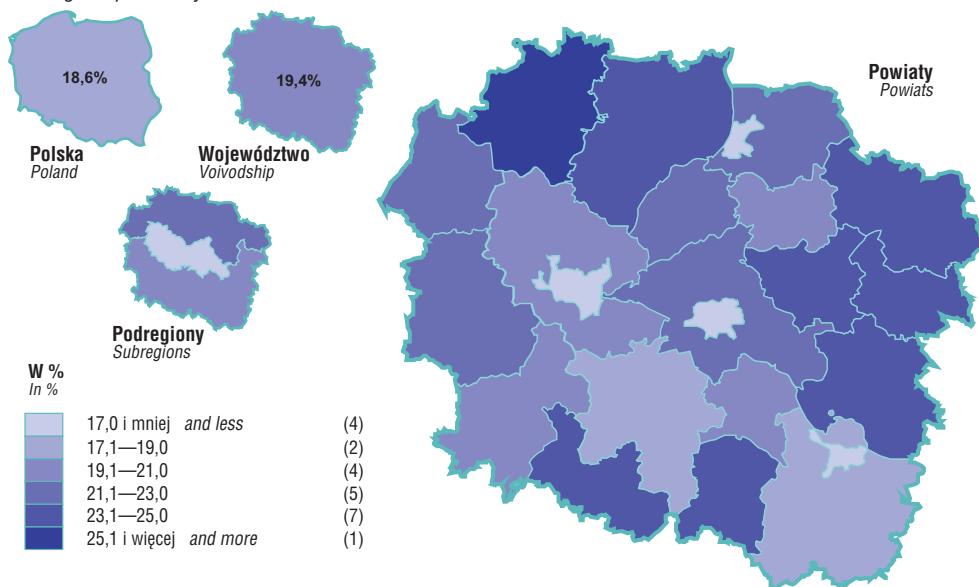 18,6%
19,4%
Polska
Poland
Województwo
Voivodship
Powiaty
Powiats
Podregiony
Subregions
W %
In %
17,0 i mniej and less (4)
17,1—19,0 (2)
19,1—21,0 (4)
21,1—23,0 (5)
23,1—25,0 (7)
25,1 i więcej and more (1)